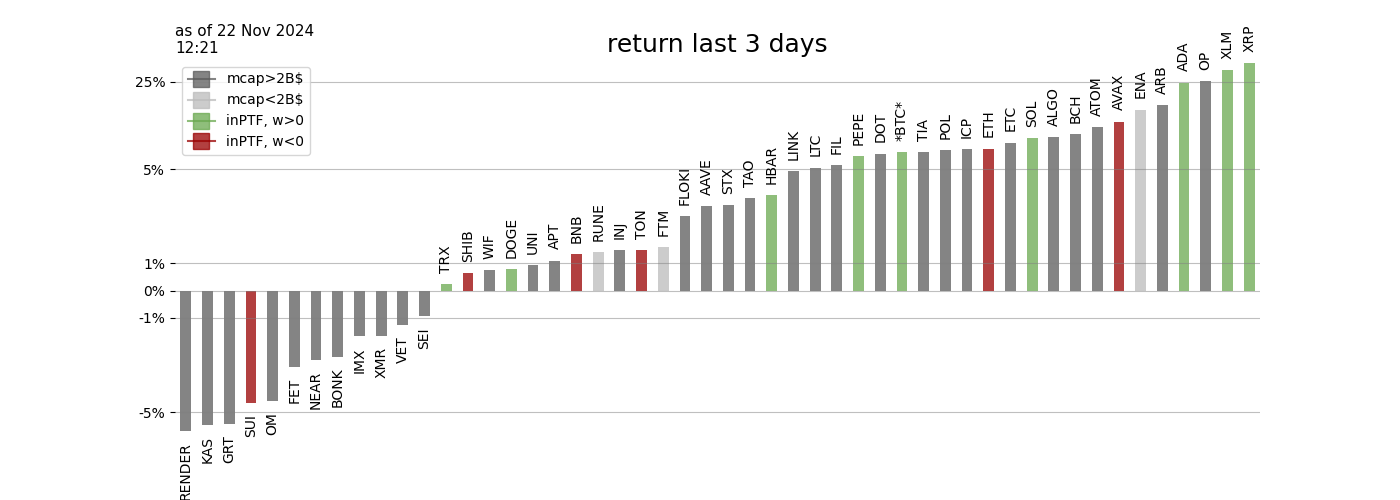 as of 22 Nov 2024
12:21
return last 3 days
mcap>2B$
mcap<2B$
inPTF, w>0
inPTF, w<0
25%
5%
1%
0%
-1%
-5%
RENDER
KAS
GRT
SUI
OM
FET
NEAR
BONK
IMX
XMR
VET
SEI
TRX
SHIB
WIF
DOGE
UNI
APT
BNB
RUNE
INJ
TON
FTM
FLOKI
AAVE
STX
TAO
HBAR
LINK
LTC
FIL
PEPE
DOT
*BTC*
TIA
POL
ICP
ETH
ETC
SOL
ALGO
BCH
ATOM
AVAX
ENA
ARB
ADA
OP
XLM
XRP